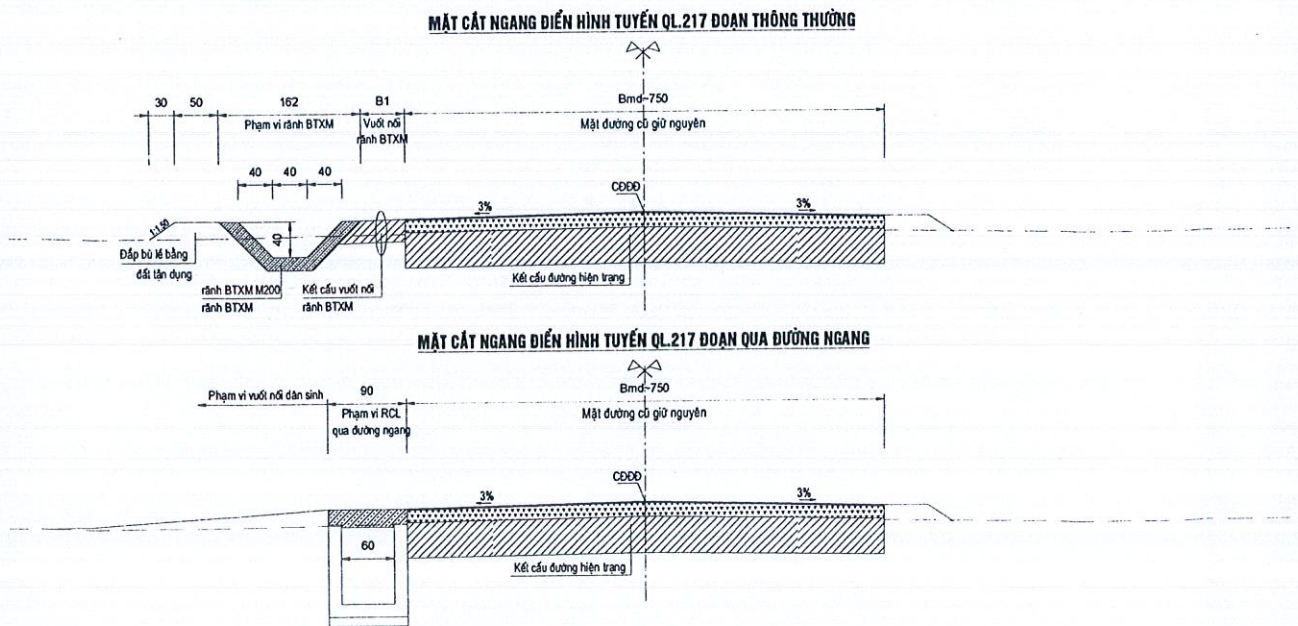 MẶT CẮT NGANG ĐIỂN HÌNH TUYẾN QL.217 ĐOẠN THÔNG THƯỜNG
30 50 162 B1 Bmd~750
Phạm vi rãnh BTXM Vuốt nối rãnh BTXM Mặt đường cũ giữ nguyên
40 40 40
CĐĐĐ
3% 3%
1:1.50
40
Đắp bù lề bằng
đất tận dụng
Kết cấu đường hiện trạng
rãnh BTXM M200 Kết cấu vuốt nối
rãnh BTXM rãnh BTXM
MẶT CẮT NGANG ĐIỂN HÌNH TUYẾN QL.217 ĐOẠN QUA ĐƯỜNG NGANG
Bmd~750
Phạm vi vuốt nối dân sinh 90
Phạm vi RCL Mặt đường cũ giữ nguyên
qua đường ngang
CĐĐĐ
3% 3%
60
Kết cấu đường hiện trạng